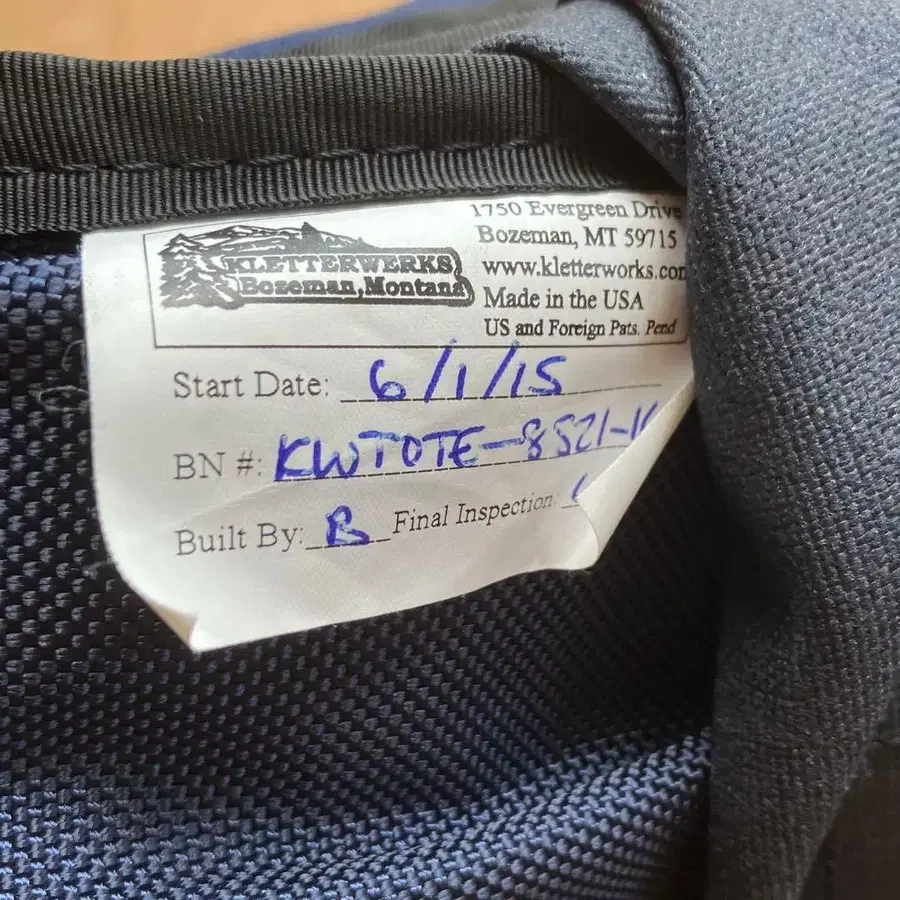 KLETTERWERKS
Bozeman, Montana
1750 Evergreen Drive
Bozeman, MT 59715
www.kletterworks.com
Made in the USA
US and Foreign Pats. Pend
Start Date: 6/1/15
BN #: KWTOTE-8521-
Built By: B Final Inspection: